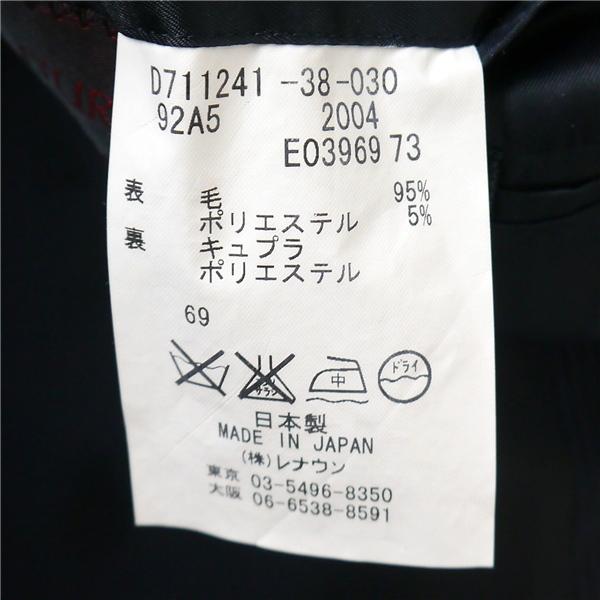 D711241 -38-030
92A5 2004
E03969 73
表 毛 95%
ポリエステル 5%
裏 キュプラ
ポリエステル
69
中 ドライ
日本製
MADE IN JAPAN
(株)レナウン
東京 03-5496-8350
大阪 06-6538-8591